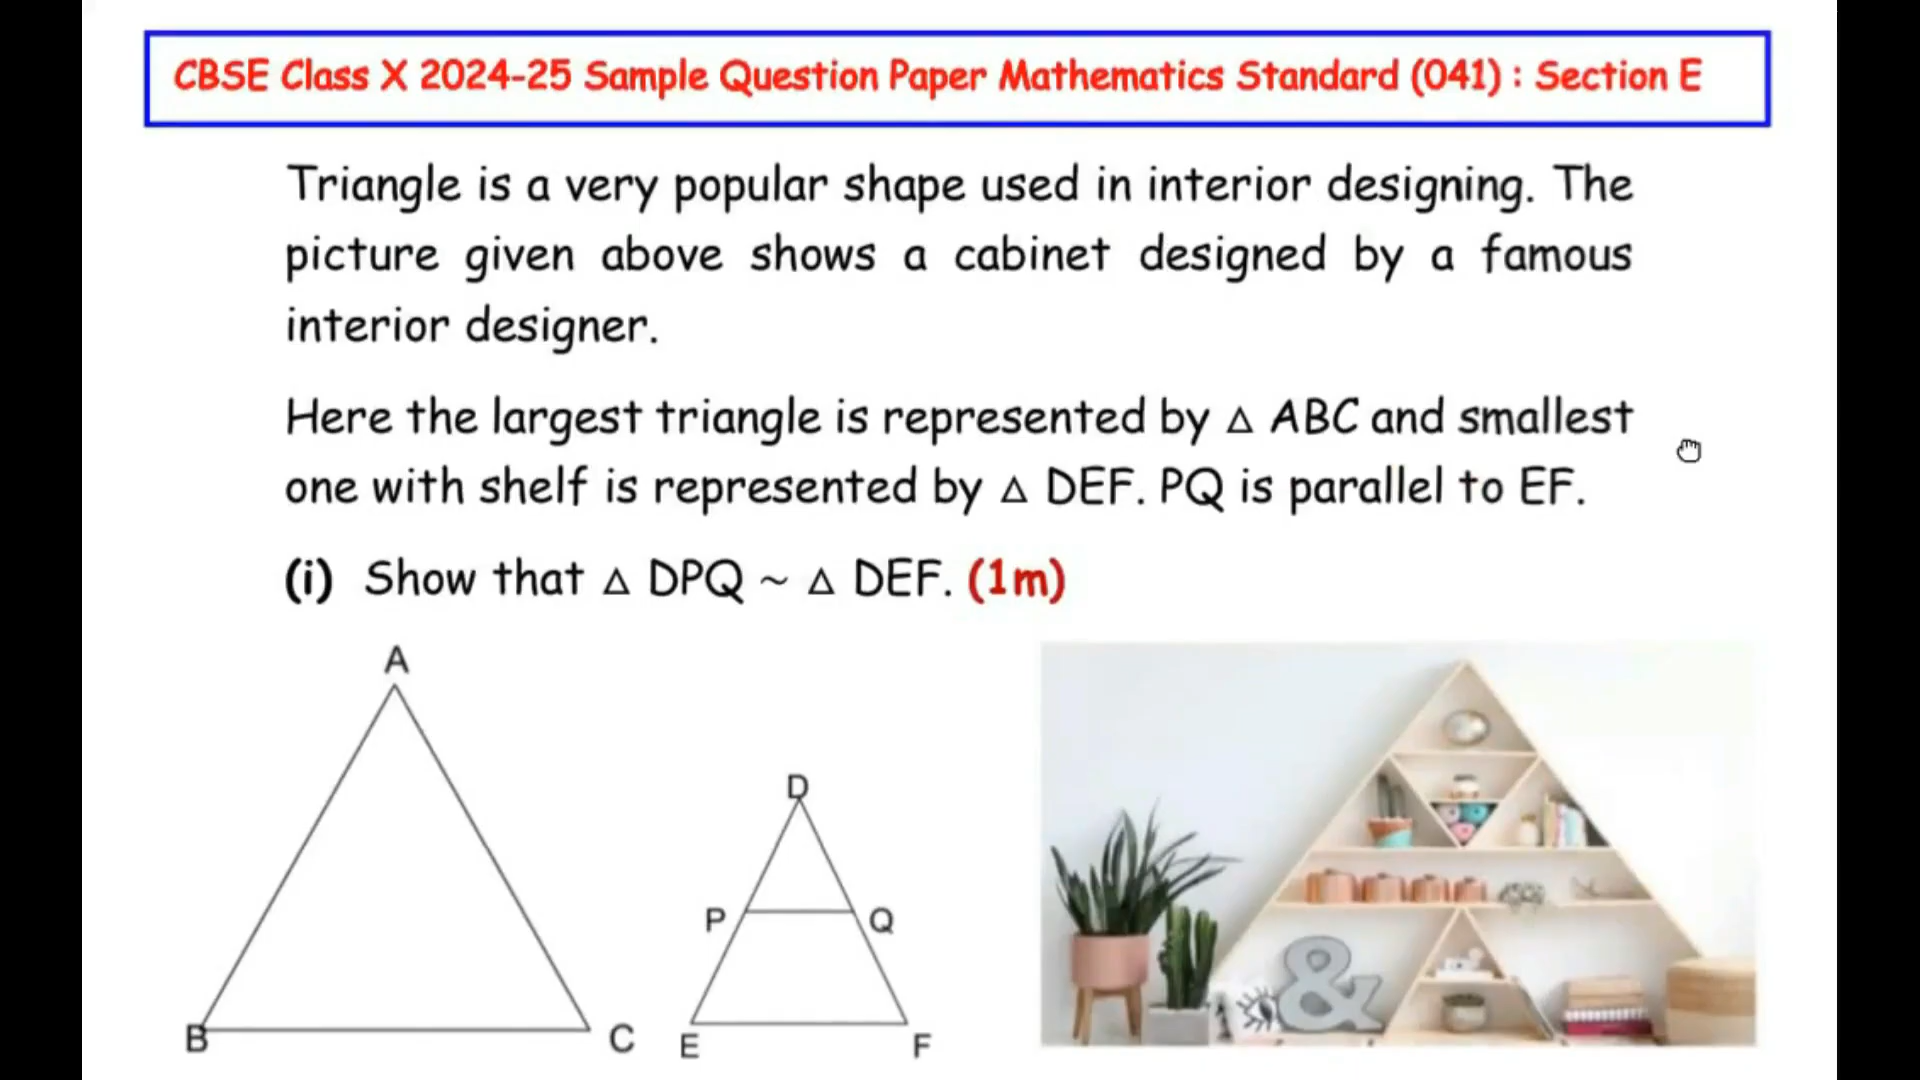 CBSE Class X 2024-25 Sample Question Paper Mathematics Standard (041) : Section E
Triangle is a very popular shape used in interior designing. The
picture given above shows a cabinet designed by a famous
interior designer.
Here the largest triangle is represented by △ ABC and smallest
one with shelf is represented by △ DEF. PQ is parallel to EF.
(i) Show that △ DPQ ~ △ DEF. (1m)
A
D
P Q
B C E F
&